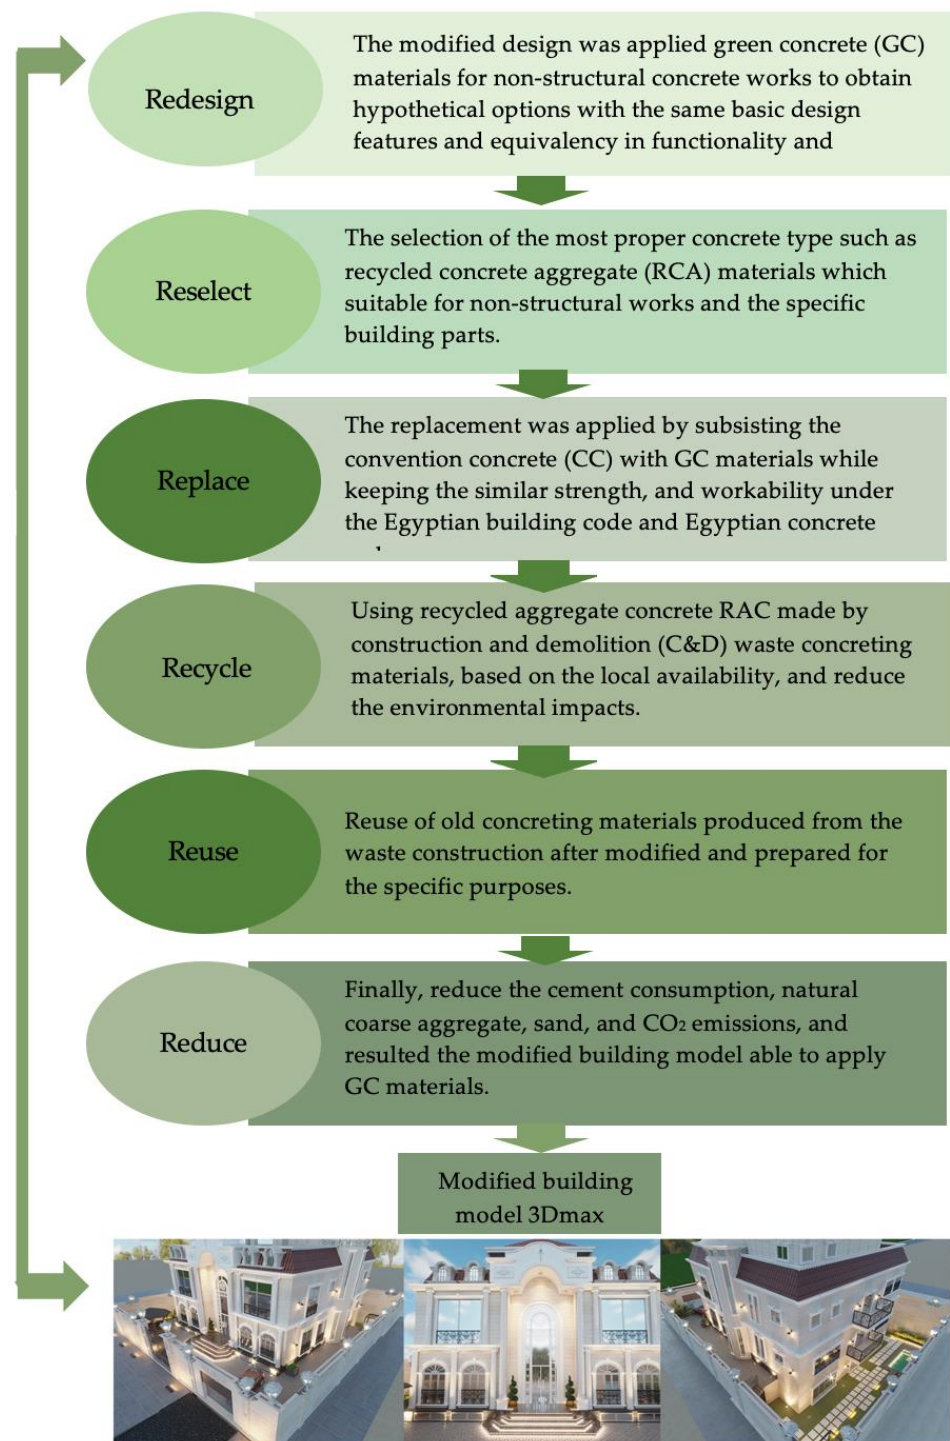 Redesign
The modified design was applied green concrete (GC)
materials for non-structural concrete works to obtain
hypothetical options with the same basic design
features and equivalency in functionality and
Reselect
The selection of the most proper concrete type such as
recycled concrete aggregate (RCA) materials which
suitable for non-structural works and the specific
building parts.
Replace
The replacement was applied by subsisting the
convention concrete (CC) with GC materials while
keeping the similar strength, and workability under
the Egyptian building code and Egyptian concrete
Recycle
Using recycled aggregate concrete RAC made by
construction and demolition (C&D) waste concreting
materials, based on the local availability, and reduce
the environmental impacts.
Reuse
Reuse of old concreting materials produced from the
waste construction after modified and prepared for
the specific purposes.
Reduce
Finally, reduce the cement consumption, natural
coarse aggregate, sand, and CO₂ emissions, and
resulted the modified building model able to apply
GC materials.
Modified building
model 3Dmax